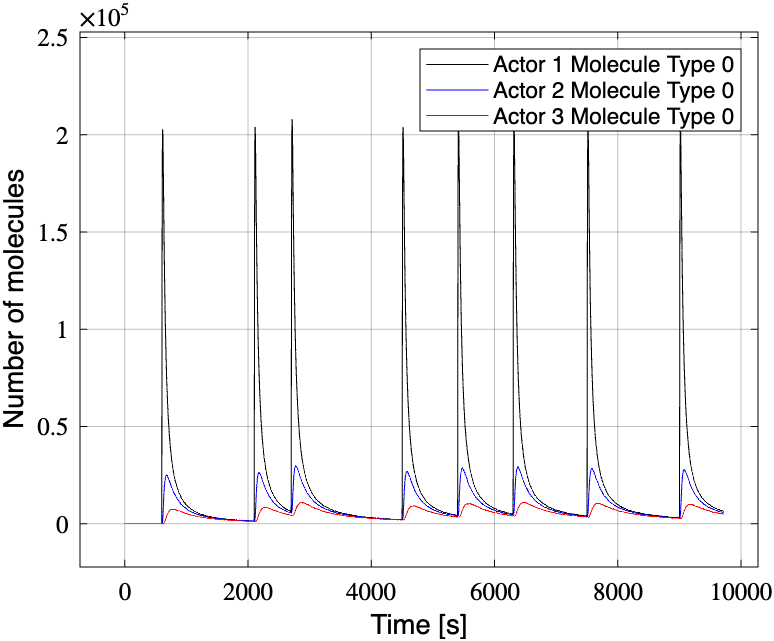 ×10⁵
2.5
2
1.5
1
0.5
0
Number of molecules
Actor 1 Molecule Type 0
Actor 2 Molecule Type 0
Actor 3 Molecule Type 0
0 2000 4000 6000 8000 10000
Time [s]